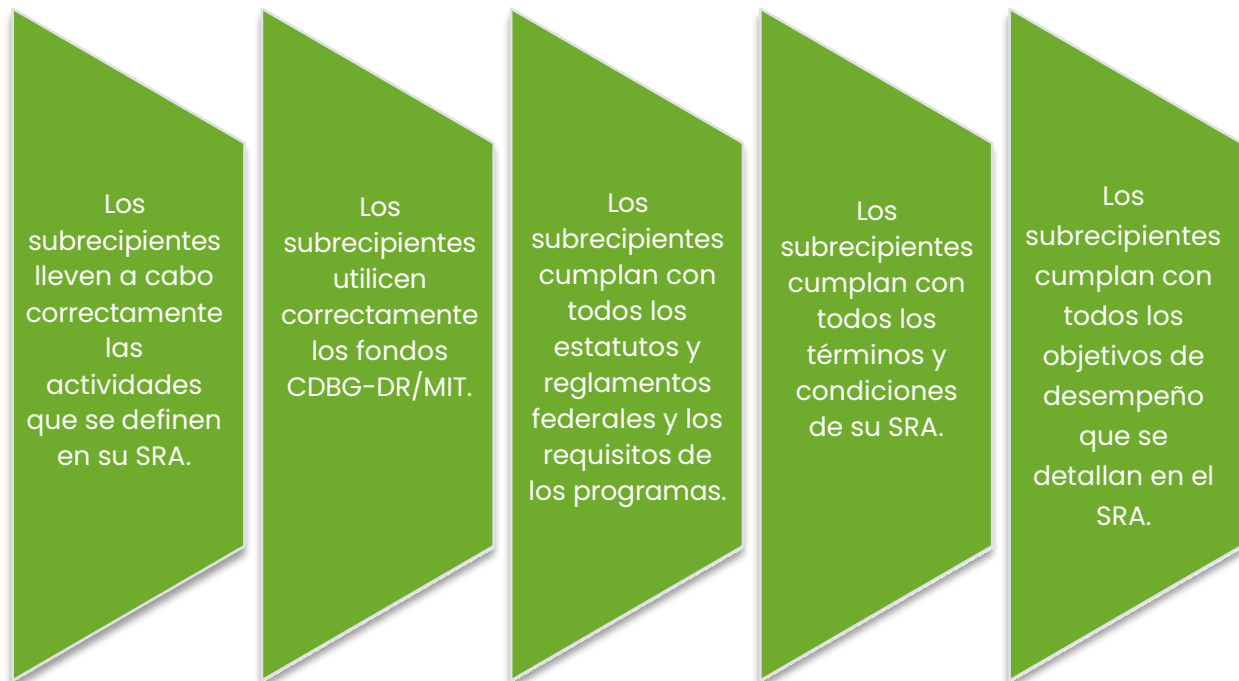 Los
subrecipientes
lleven a cabo
correctamente
las
actividades
que se definen
en su SRA.
Los
subrecipientes
utilicen
correctamente
los fondos
CDBG-DR/MIT.
Los
subrecipientes
cumplan con
todos los
estatutos y
reglamentos
federales y los
requisitos de
los programas.
Los
subrecipientes
cumplan con
todos los
términos y
condiciones
de su SRA.
Los
subrecipientes
cumplan con
todos los
objetivos de
desempeño
que se
detallan en el
SRA.